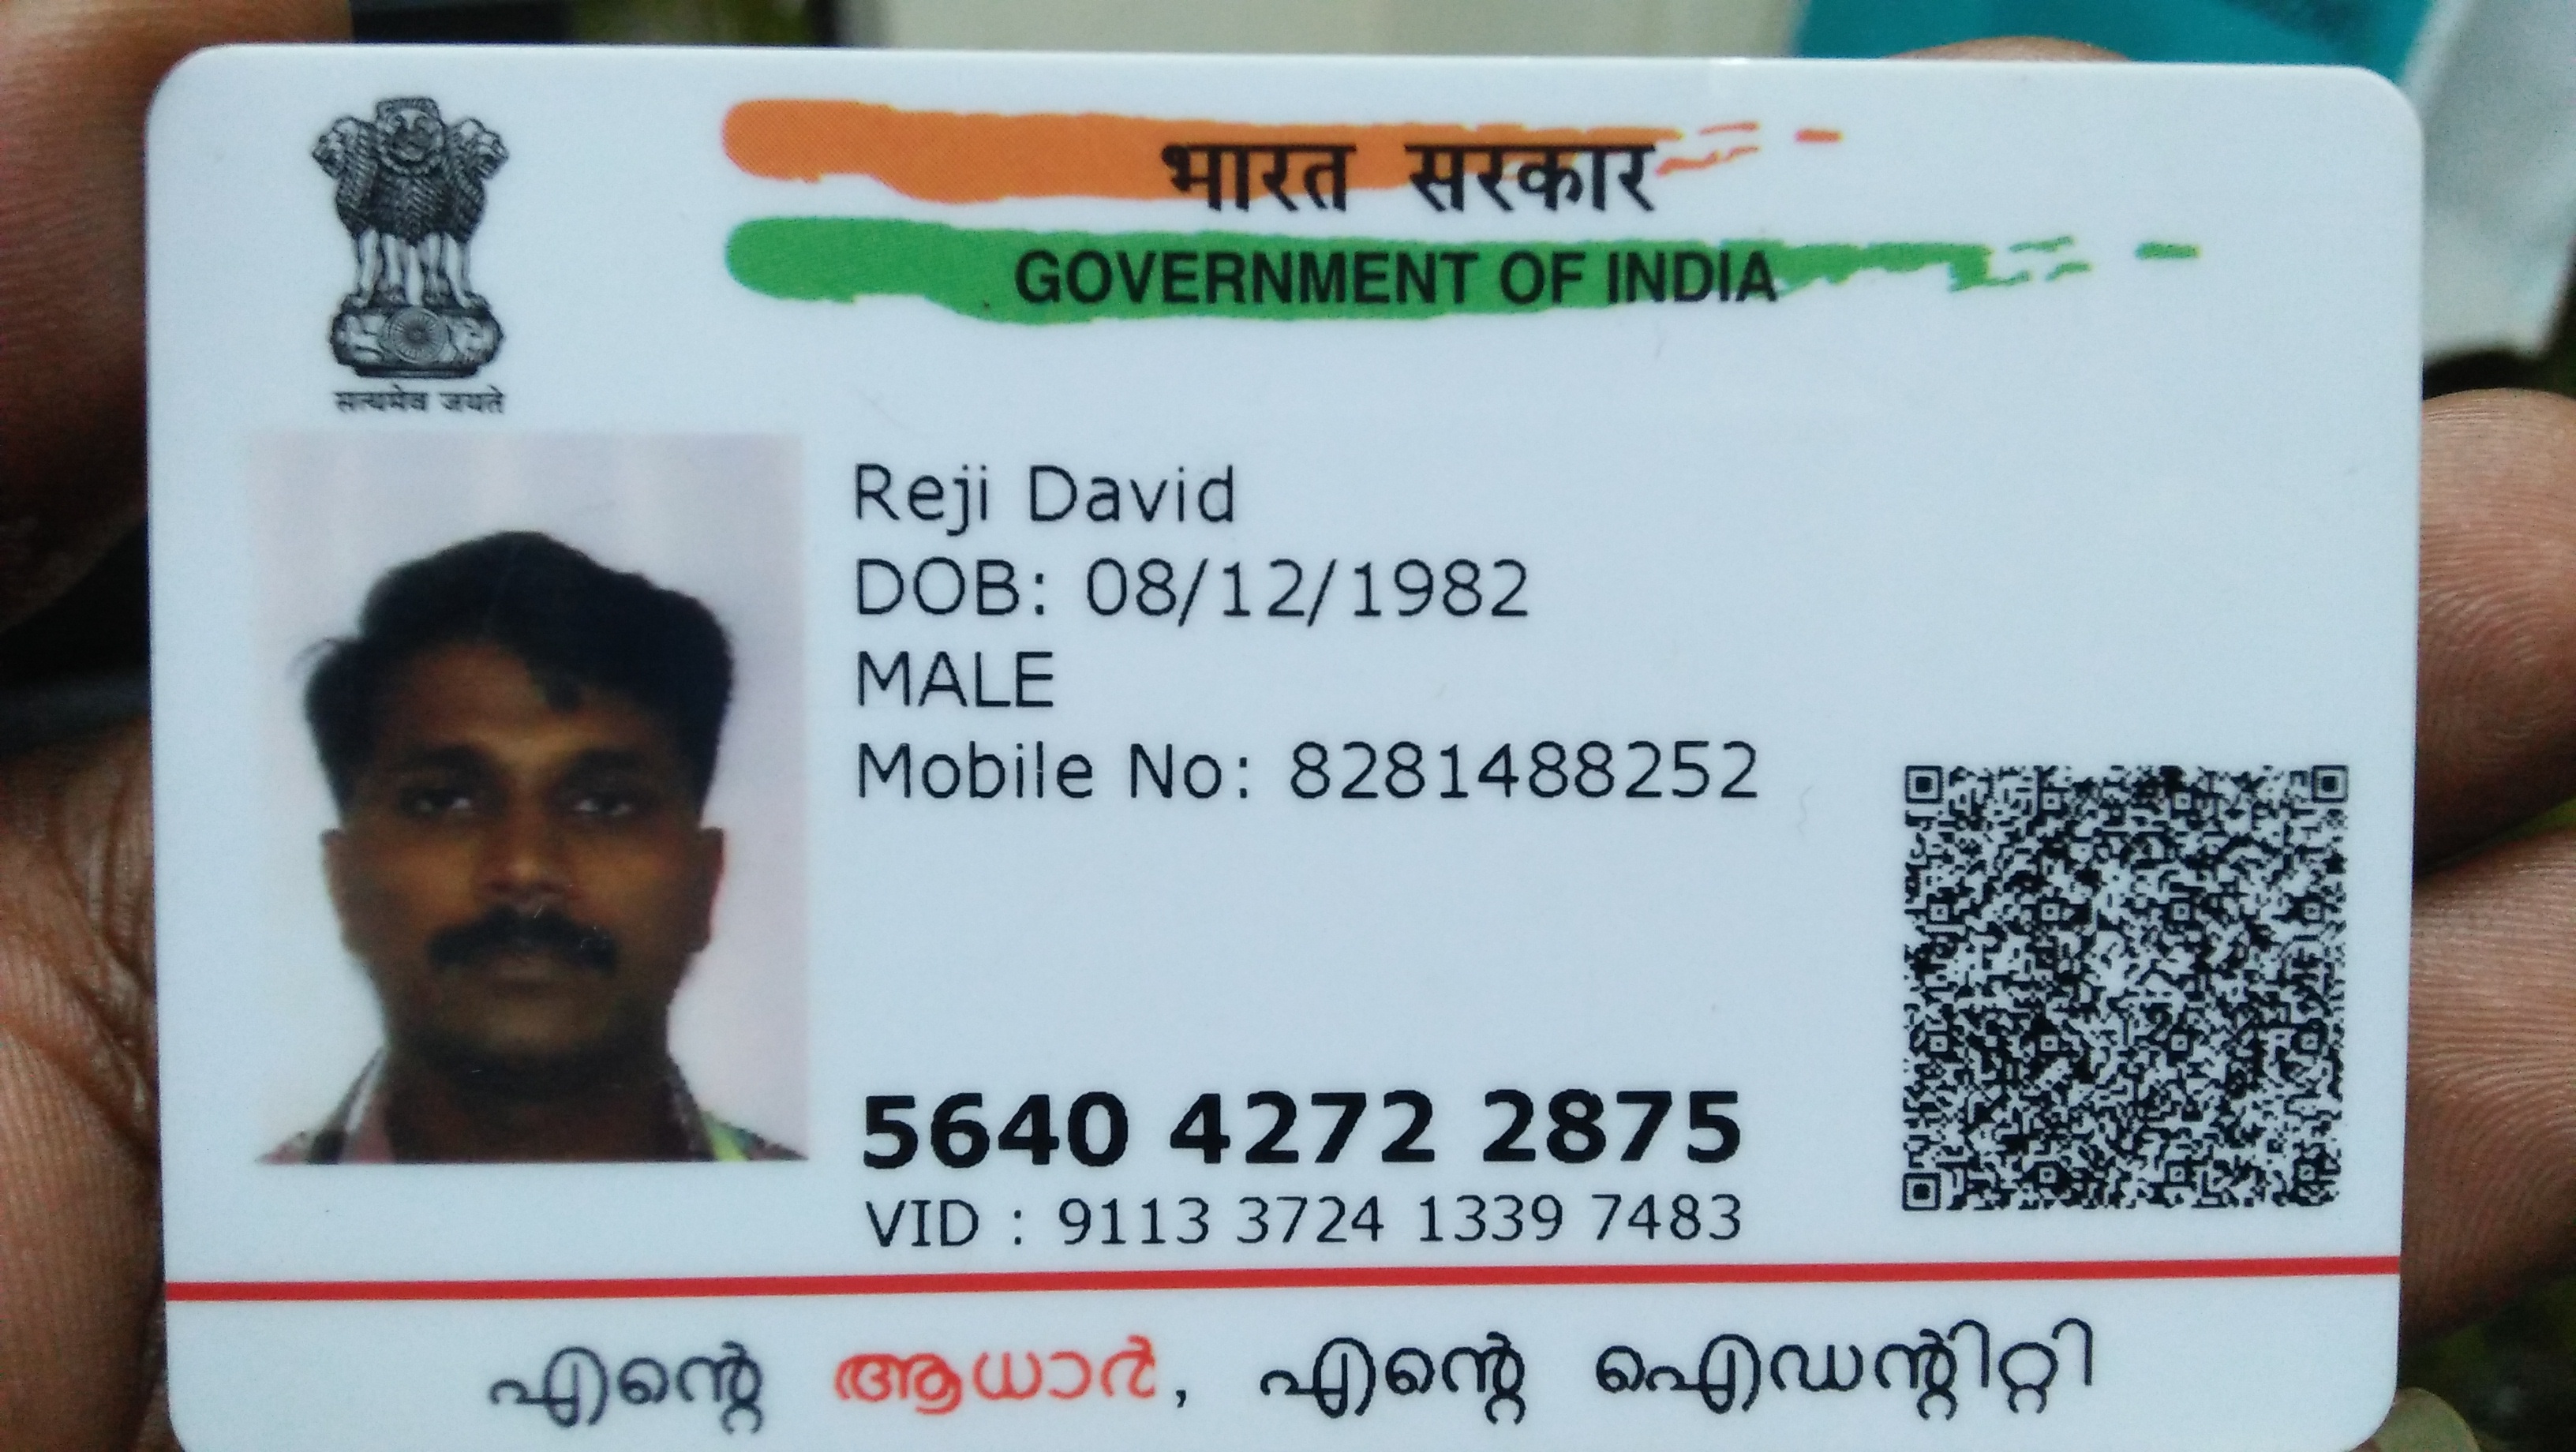 भारत सरकार
GOVERNMENT OF INDIA
सत्यमेव जयते
Reji David
DOB: 08/12/1982
MALE
Mobile No: 8281488252
5640 4272 2875
VID : 9113 3724 1339 7483
എന്റെ ആധാർ, എന്റെ ഐഡന്റിറ്റി